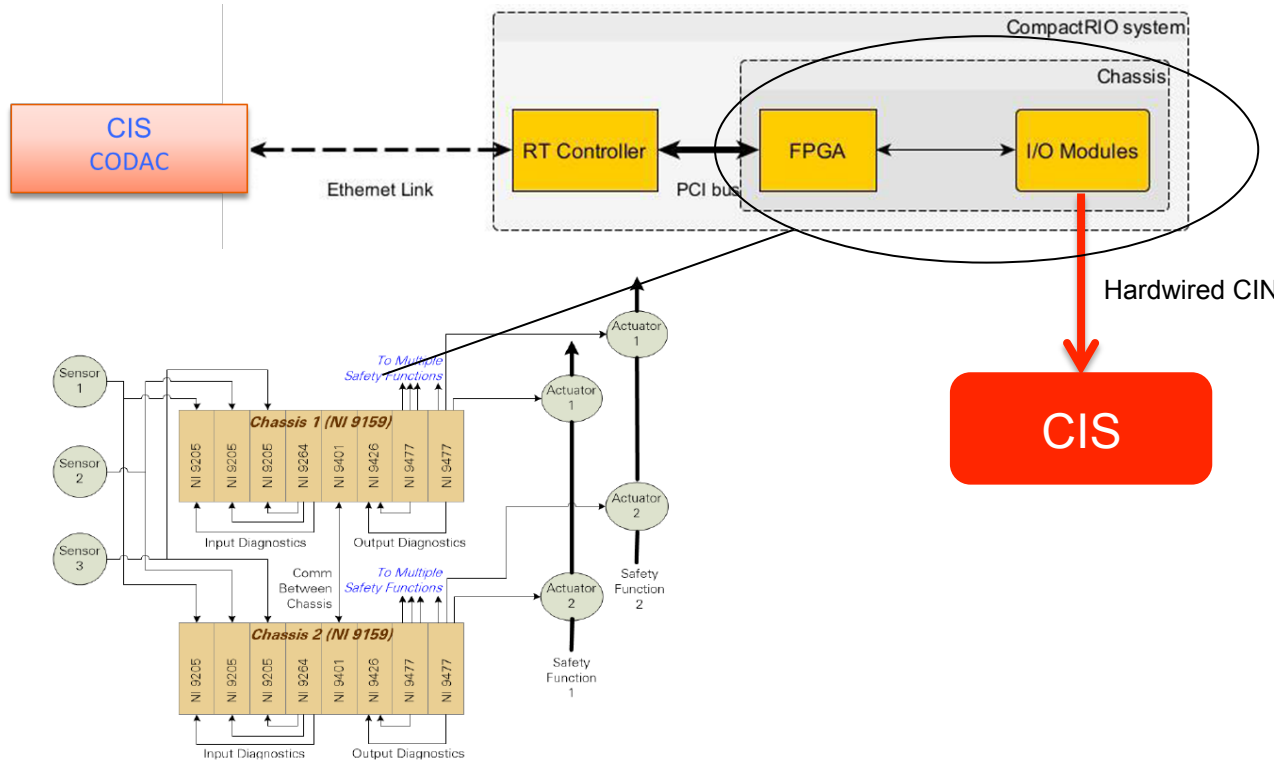 CompactRIO system
Chassis
CIS
CODAC
RT Controller
FPGA
I/O Modules
Ethernet Link
PCI bus
Hardwired CIN
CIS
Sensor
1
Sensor
2
Sensor
3
To Multiple
Safety Functions
Actuator
1
Actuator
1
Chassis 1 (NI 9159)
NI 9205
NI 9205
NI 9205
NI 9264
NI 9401
NI 9426
NI 9477
NI 9477
Input Diagnostics
Output Diagnostics
Actuator
2
Comm
Between
Chassis
To Multiple
Safety Functions
Actuator
2
Safety
Function
2
Chassis 2 (NI 9159)
NI 9205
NI 9205
NI 9205
NI 9264
NI 9401
NI 9426
NI 9477
NI 9477
Safety
Function
1
Input Diagnostics
Output Diagnostics